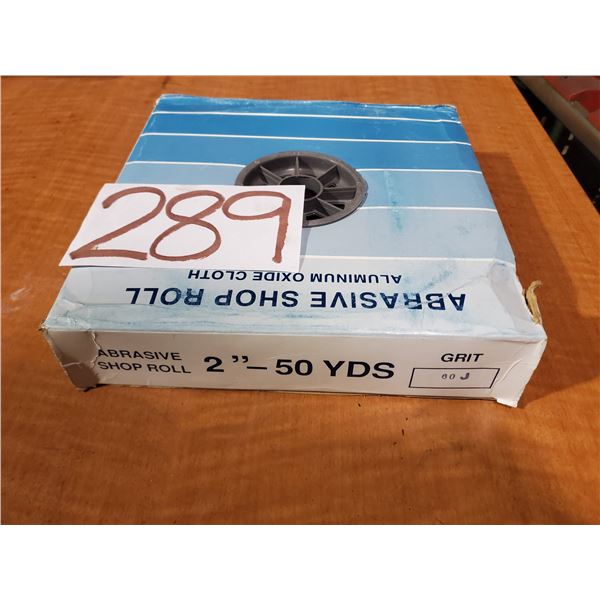 289
ABRASIVE SHOP ROLL
ALUMINUM OXIDE CLOTH
ABRASIVE
SHOP ROLL
2"-50 YDS
GRIT
60 J